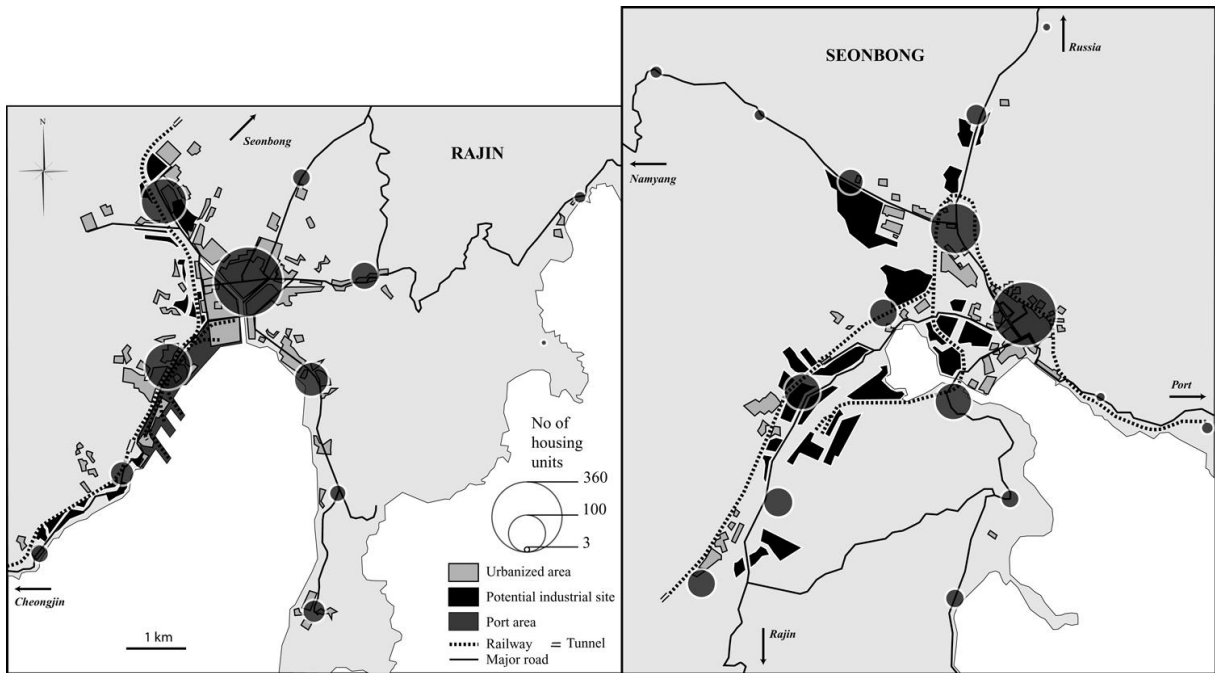 N
Seonbong
RAJIN
No of
housing
units
360
100
3
Urbanized area
Potential industrial site
Port area
Railway = Tunnel
Major road
Cheongjin
1 km
SEONBONG
Russia
Namyang
Port
Rajin